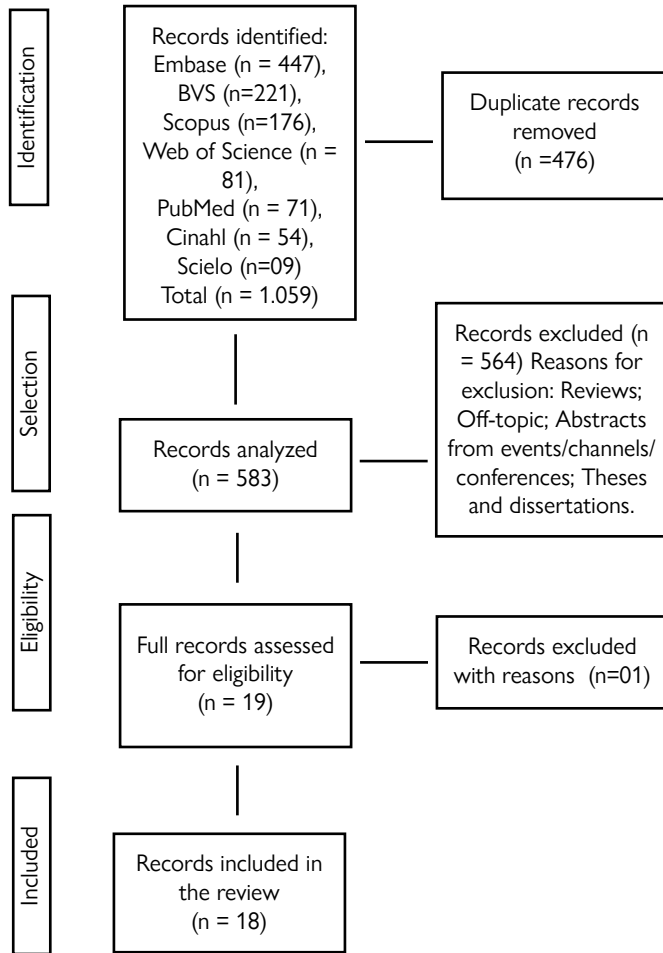 Identification
Records identified:
Embase (n = 447),
BVS (n=221),
Scopus (n=176),
Web of Science (n =
81),
PubMed (n = 71),
Cinahl (n = 54),
Scielo (n=09)
Total (n = 1.059)
Duplicate records
removed
(n =476)
Selection
Records analyzed
(n = 583)
Records excluded (n
= 564) Reasons for
exclusion: Reviews;
Off-topic; Abstracts
from events/channels/
conferences; Theses
and dissertations.
Eligibility
Full records assessed
for eligibility
(n = 19)
Records excluded
with reasons (n=01)
Included
Records included in
the review
(n = 18)